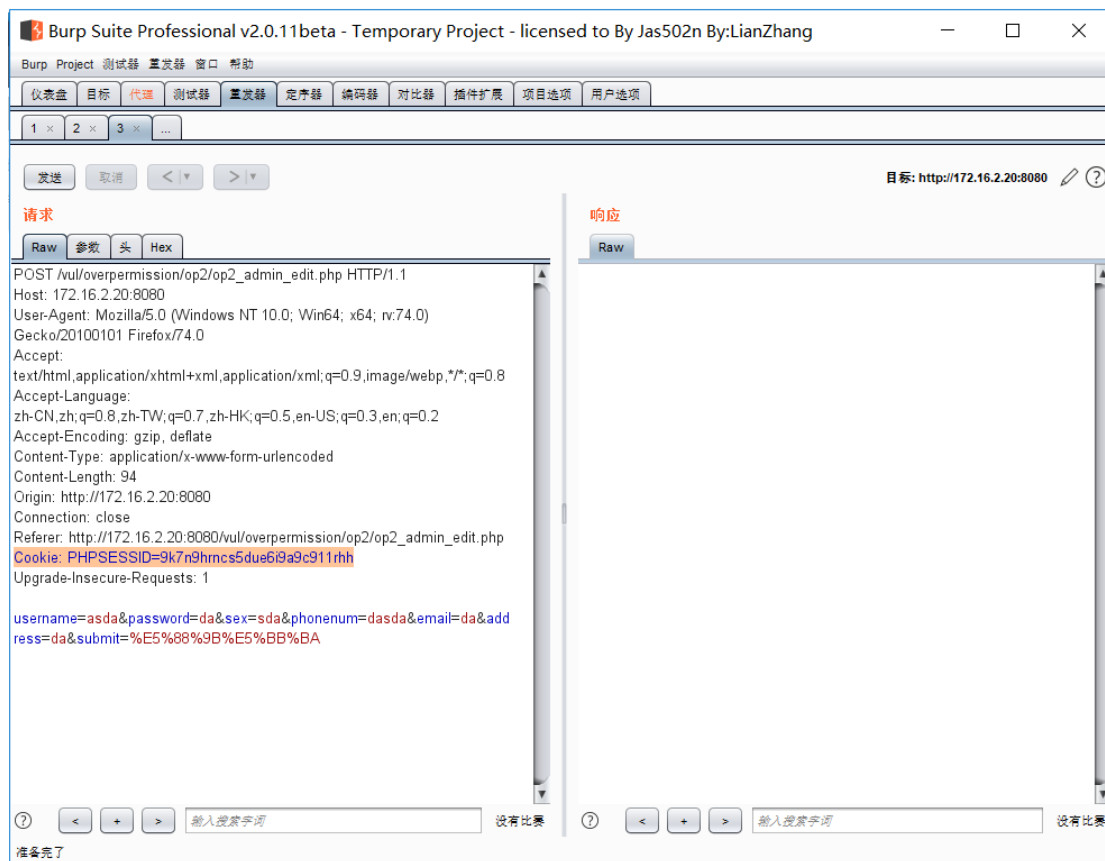 Burp Suite Professional v2.0.11beta - Temporary Project - licensed to By Jas502n By:LianZhang
Burp Project 测试器 重发器 窗口 帮助
仪表盘 目标 代理 测试器 重发器 定序器 编码器 对比器 插件扩展 项目选项 用户选项
1 × 2 × 3 × ...
发送 取消 < ▼ > ▼ 目标: http://172.16.2.20:8080 ?
请求
Raw 参数 头 Hex
POST /vul/overpermission/op2/op2_admin_edit.php HTTP/1.1
Host: 172.16.2.20:8080
User-Agent: Mozilla/5.0 (Windows NT 10.0; Win64; x64; rv:74.0)
Gecko/20100101 Firefox/74.0
Accept:
text/html,application/xhtml+xml,application/xml;q=0.9,image/webp,*/*;q=0.8
Accept-Language:
zh-CN,zh;q=0.8,zh-TW;q=0.7,zh-HK;q=0.5,en-US;q=0.3,en;q=0.2
Accept-Encoding: gzip, deflate
Content-Type: application/x-www-form-urlencoded
Content-Length: 94
Origin: http://172.16.2.20:8080
Connection: close
Referer: http://172.16.2.20:8080/vul/overpermission/op2/op2_admin_edit.php
Cookie: PHPSESSID=9k7n9hrncs5due6i9a9c911rhh
Upgrade-Insecure-Requests: 1
username=asda&password=da&sex=sda&phonenum=dasda&email=da&add
ress=da&submit=%E5%88%9B%E5%BB%BA
? < + > 输入搜索字词 没有比赛
响应
Raw
? < + > 输入搜索字词 没有比赛
准备完了